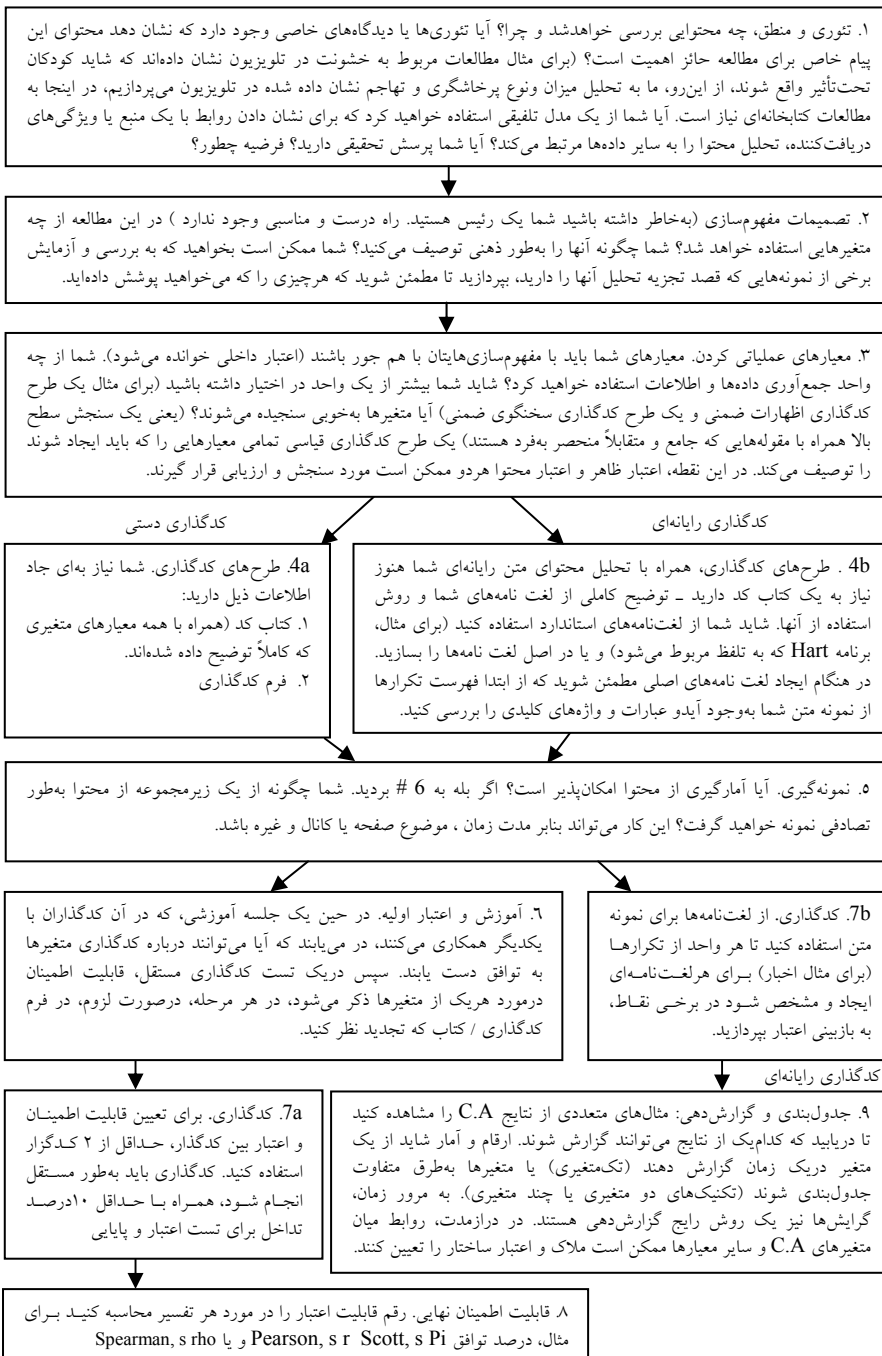 ۱. تئوری و منطق، چه محتوایی بررسی خواهدشد و چرا؟ آیا تئوری‌ها یا دیدگاه‌های خاصی وجود دارد که نشان دهد محتوای این
پیام خاص برای مطالعه حائز اهمیت است؟ (برای مثال مطالعات مربوط به خشونت در تلویزیون نشان داده‌اند که شاید کودکان
تحت‌تأثیر واقع شوند، از این‌رو، ما به تحلیل میزان ونوع پرخاشگری و تهاجم نشان داده شده در تلویزیون می‌پردازیم، در اینجا به
مطالعات کتابخانه‌ای نیاز است. آیا شما از یک مدل تلفیقی استفاده خواهید کرد که برای نشان دادن روابط با یک منبع یا ویژگی‌های
دریافت‌کننده، تحلیل محتوا را به سایر داده‌ها مرتبط می‌کند؟ آیا شما پرسش تحقیقی دارید؟ فرضیه چطور؟
۲. تصمیمات مفهوم‌سازی (به‌خاطر داشته باشید شما یک رئیس هستید. راه درست و مناسبی وجود ندارد ) در این مطالعه از چه
متغیرهایی استفاده خواهد شد؟ شما چگونه آنها را به‌طور ذهنی توصیف می‌کنید؟ شما ممکن است بخواهید که به بررسی و آزمایش
برخی از نمونه‌هایی که قصد تجزیه تحلیل آنها را دارید، بپردازید تا مطمئن شوید که هرچیزی را که می‌خواهید پوشش داده‌اید.
۳. معیارهای عملیاتی کردن. معیارهای شما باید با مفهوم‌سازی‌هایتان با هم جور باشند (اعتبار داخلی خوانده می‌شود). شما از چه
واحد جمع‌آوری داده‌ها و اطلاعات استفاده خواهید کرد؟ شاید شما بیشتر از یک واحد در اختیار داشته باشید (برای مثال یک طرح
کدگذاری اظهارات ضمنی و یک طرح کدگذاری سخنگوی ضمنی) آیا متغیرها به‌خوبی سنجیده می‌شوند؟ (یعنی یک سنجش سطح
بالا همراه با مقوله‌هایی که جامع و متقابلاً منحصر به‌فرد هستند) یک طرح کدگذاری قیاسی تمامی معیارهایی را که باید ایجاد شوند
را توصیف می‌کند. در این نقطه، اعتبار ظاهر و اعتبار محتوا هردو ممکن است مورد سنجش و ارزیابی قرار گیرند.
کدگذاری رایانه‌ای
کدگذاری دستی
4b . طرح‌های کدگذاری، همراه با تحلیل محتوای متن رایانه‌ای شما هنوز
نیاز به یک کتاب کد دارید ـ توضیح کاملی از لغت نامه‌های شما و روش
استفاده از آنها. شاید شما از لغت‌نامه‌های استاندارد استفاده کنید (برای مثال،
برنامه Hart که به تلفظ مربوط می‌شود) و یا در اصل لغت نامه‌ها را بسازید.
در هنگام ایجاد لغت نامه‌های اصلی مطمئن شوید که از ابتدا فهرست تکرارها
از نمونه متن شما به‌وجود آیدو عبارات و واژه‌های کلیدی را بررسی کنید.
4a. طرح‌های کدگذاری. شما نیاز به‌ای جاد
اطلاعات ذیل دارید:
۱. کتاب کد (همراه با همه معیارهای متغیری
که کاملاً توضیح داده شده‌اند.
۲. فرم کدگذاری
۵. نمونه‌گیری. آیا آمارگیری از محتوا امکان‌پذیر است؟ اگر بله به 6 # بردید. شما چگونه از یک زیرمجموعه از محتوا به‌طور
تصادفی نمونه خواهید گرفت؟ این کار می‌تواند بنابر مدت زمان ، موضوع صفحه یا کانال و غیره باشد.
7b. کدگذاری. از لغت‌نامه‌ها برای نمونه
متن استفاده کنید تا هر واحد از تکرارها
(برای مثال اخبار) برای هرلغت‌نامه‌ای
ایجاد و مشخص شود در برخی نقاط،
به بازبینی اعتبار بپردازید.
٦. آموزش و اعتبار اولیه. در حین یک جلسه آموزشی، که در آن کدگذاران با
یکدیگر همکاری می‌کنند، در می‌یابند که آیا می‌توانند درباره کدگذاری متغیرها
به توافق دست یابند. سپس دریک تست کدگذاری مستقل، قابلیت اطمینان
درمورد هریک از متغیرها ذکر می‌شود، در هر مرحله، درصورت لزوم، در فرم
کدگذاری / کتاب که تجدید نظر کنید.
کدگذاری رایانه‌ای
۹. جدول‌بندی و گزارش‌دهی: مثال‌های متعددی از نتایج C.A را مشاهده کنید
تا دریابید که کدام‌یک از نتایج می‌توانند گزارش شوند. ارقام و آمار شاید از یک
متغیر دریک زمان گزارش دهند (تک‌متغیری) یا متغیرها به‌طرق متفاوت
جدول‌بندی شوند (تکنیک‌های دو متغیری یا چند متغیری). به مرور زمان،
گرایش‌ها نیز یک روش رایج گزارش‌دهی هستند. در درازمدت، روابط میان
متغیرهای C.A و سایر معیارها ممکن است ملاک و اعتبار ساختار را تعیین کنند.
7a. کدگذاری. برای تعیین قابلیت اطمینان
و اعتبار بین کدگذار، حداقل از ۲ کدگزار
استفاده کنید. کدگذاری باید به‌طور مستقل
انجام شود، همراه با حداقل ۱۰درصد
تداخل برای تست اعتبار و پایایی
۸. قابلیت اطمینان نهایی. رقم قابلیت اعتبار را در مورد هر تفسیر محاسبه کنید برای
مثال، درصد توافق Pearson, s r Scott, s Pi و یا Spearman, s rho